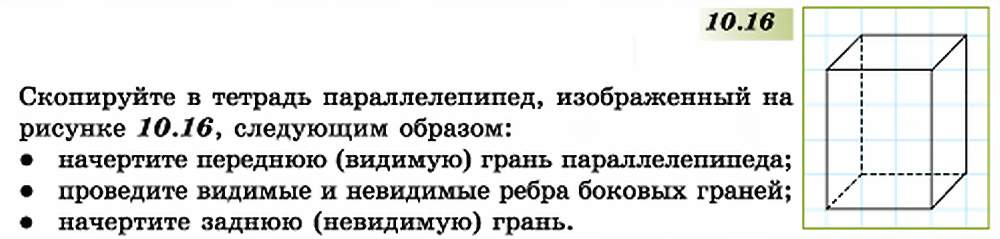 10.16
Скопируйте в тетрадь параллелепипед, изображенный на
рисунке 10.16, следующим образом:
● начертите переднюю (видимую) грань параллелепипеда;
● проведите видимые и невидимые ребра боковых граней;
● начертите заднюю (невидимую) грань.